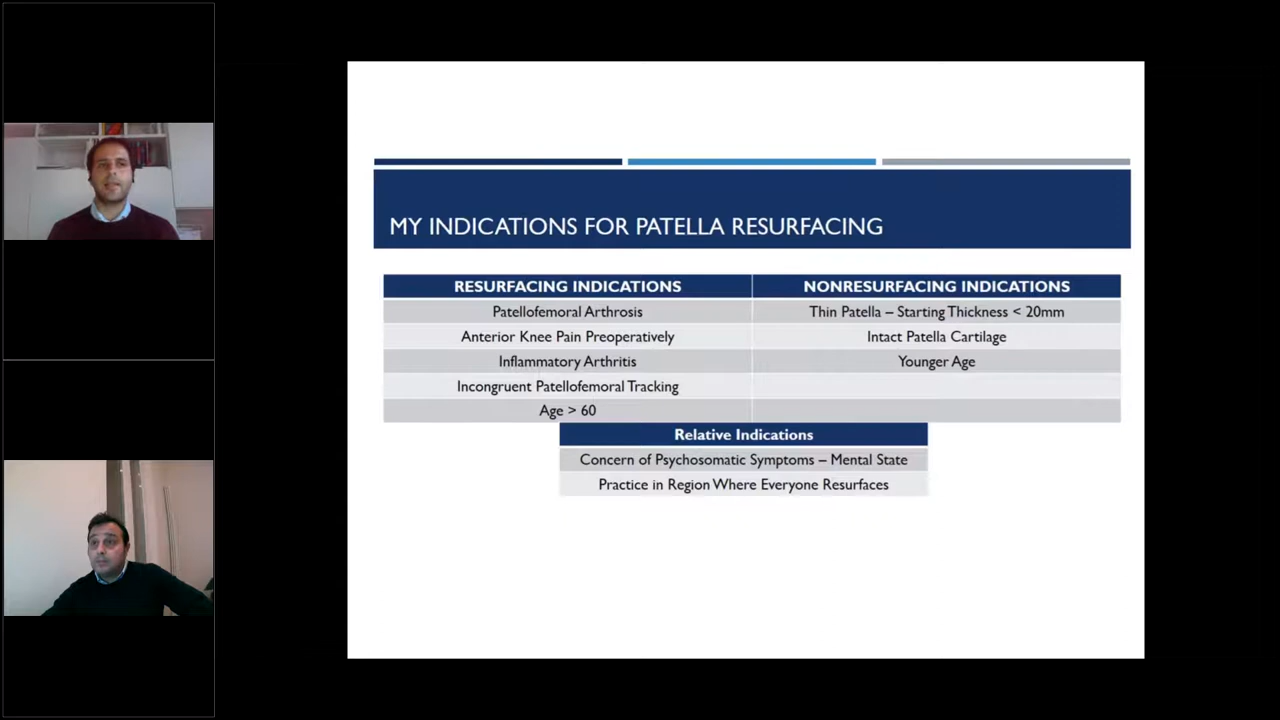 MY INDICATIONS FOR PATELLA RESURFACING
RESURFACING INDICATIONS NONRESURFACING INDICATIONS
Patellofemoral Arthrosis Thin Patella – Starting Thickness < 20mm
Anterior Knee Pain Preoperatively Intact Patella Cartilage
Inflammatory Arthritis Younger Age
Incongruent Patellofemoral Tracking
Age > 60
Relative Indications
Concern of Psychosomatic Symptoms – Mental State
Practice in Region Where Everyone Resurfaces